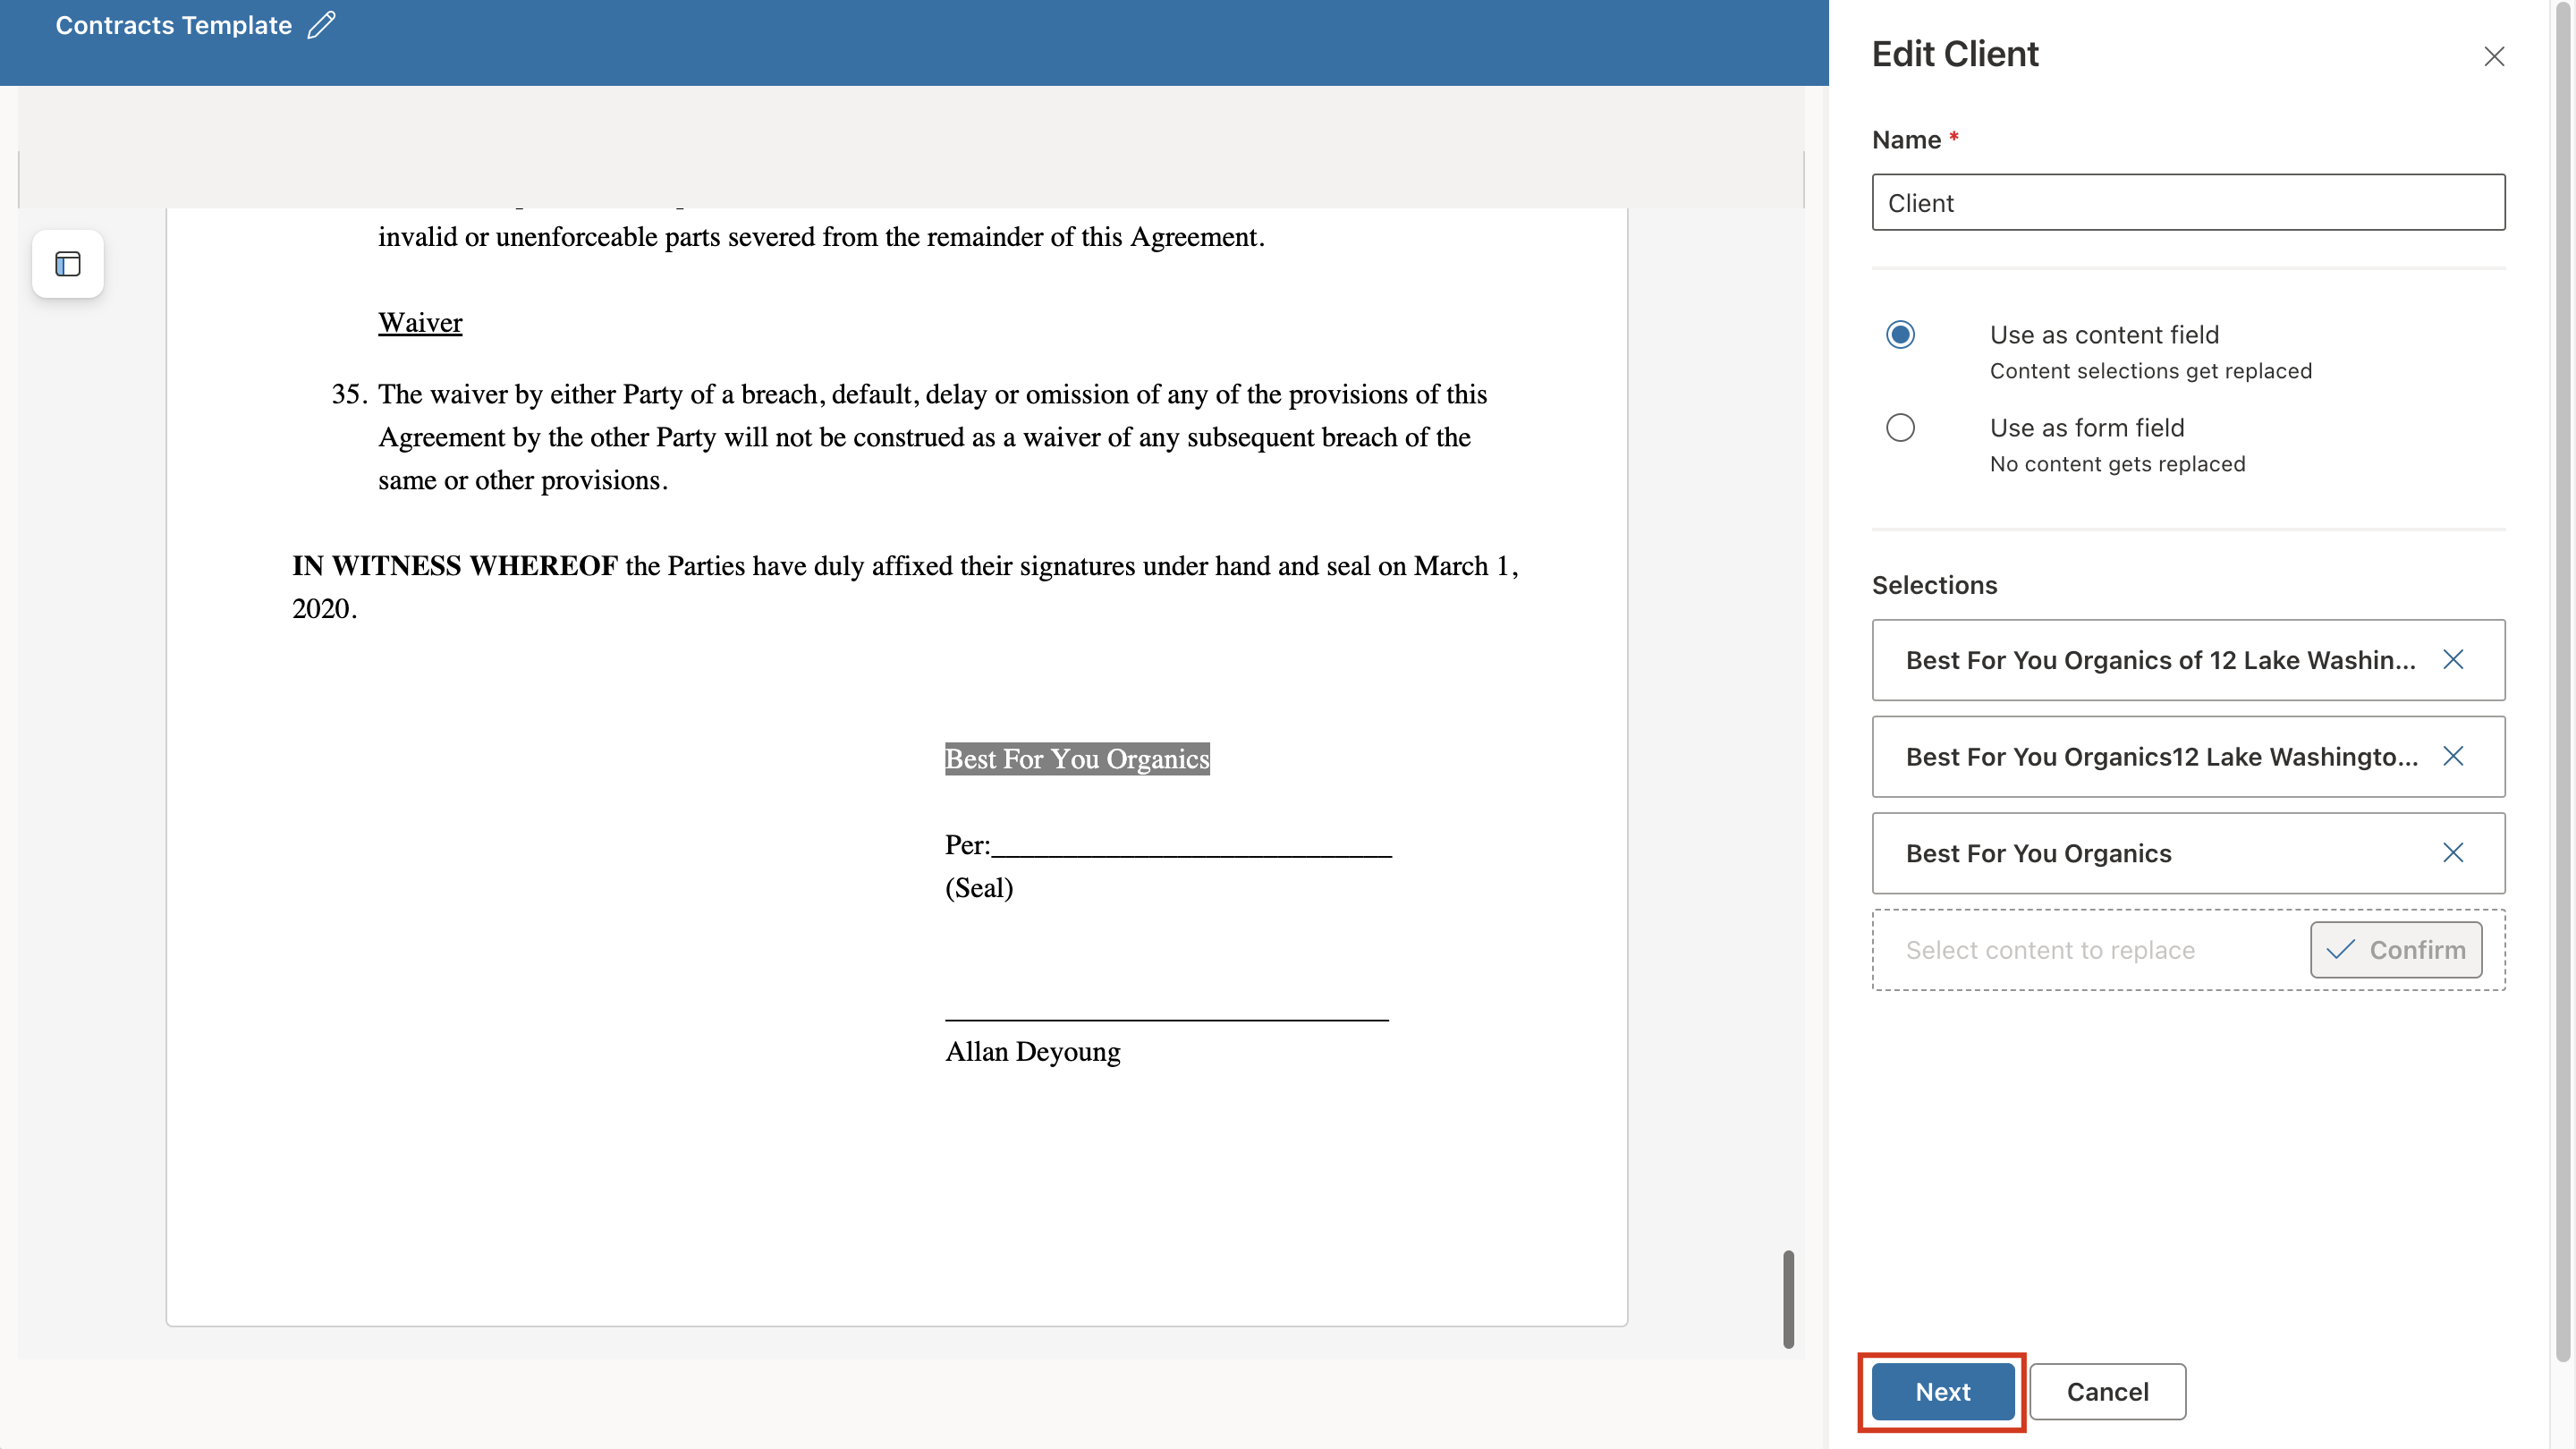 Contracts Template
invalid or unenforceable parts severed from the remainder of this Agreement.
Waiver
35. The waiver by either Party of a breach, default, delay or omission of any of the provisions of this
Agreement by the other Party will not be construed as a waiver of any subsequent breach of the
same or other provisions.
IN WITNESS WHEREOF the Parties have duly affixed their signatures under hand and seal on March 1,
2020.
Best For You Organics
Per:____________________________
(Seal)
_______________________________
Allan Deyoung
Edit Client
Name *
Client
Use as content field
Content selections get replaced
Use as form field
No content gets replaced
Selections
Best For You Organics of 12 Lake Washin...
Best For You Organics12 Lake Washingto...
Best For You Organics
Select content to replace
Confirm
Next
Cancel